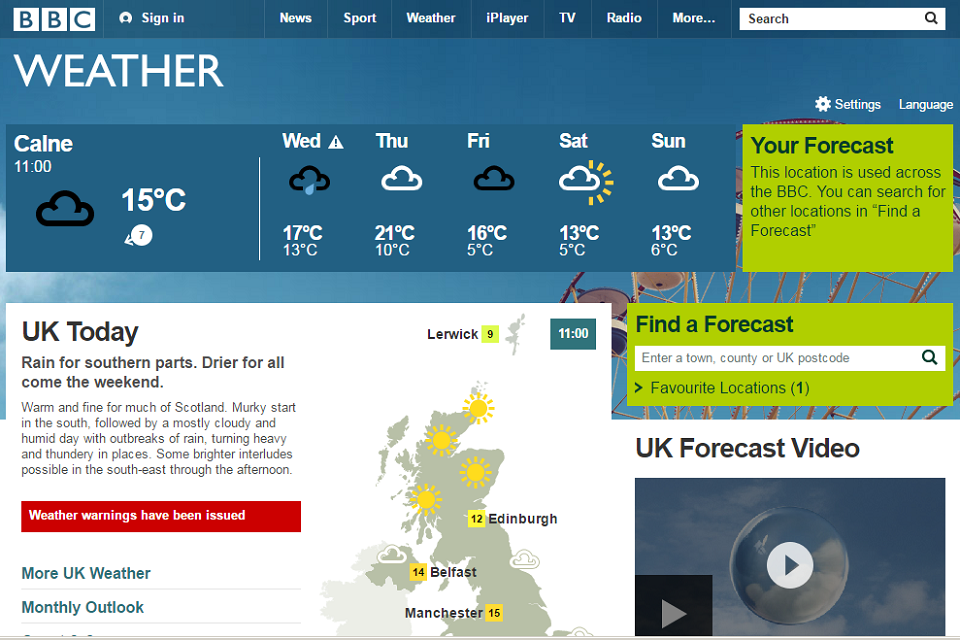 BBC
Sign in
News
Sport
Weather
iPlayer
TV
Radio
More...
Search
WEATHER
Settings
Language
Calne
11:00
15°C
7
Wed
Thu
Fri
Sat
Sun
17°C
21°C
16°C
13°C
13°C
13°C
10°C
5°C
5°C
6°C
Your Forecast
This location is used across
the BBC. You can search for
other locations in “Find a
Forecast”
UK Today
Rain for southern parts. Drier for all
come the weekend.
Warm and fine for much of Scotland. Murky start
in the south, followed by a mostly cloudy and
humid day with outbreaks of rain, turning heavy
and thundery in places. Some brighter interludes
possible in the south-east through the afternoon.
Weather warnings have been issued
More UK Weather
Monthly Outlook
Lerwick 9
11:00
12 Edinburgh
14 Belfast
Manchester 15
Find a Forecast
Enter a town, county or UK postcode
Favourite Locations (1)
UK Forecast Video